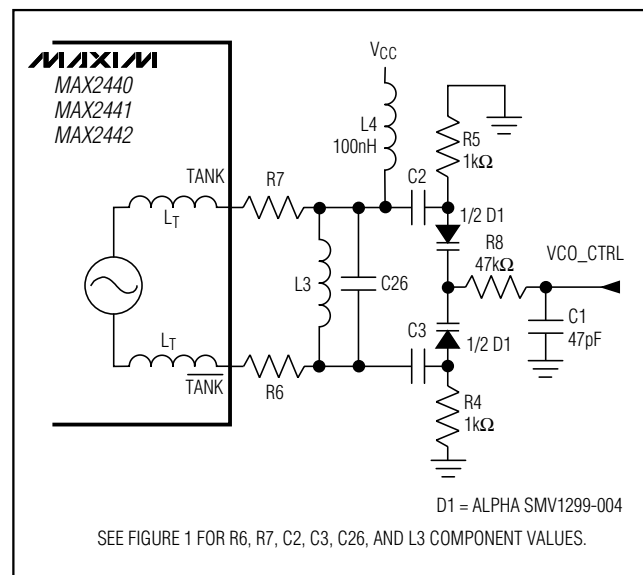 MAXIM
MAX2440
MAX2441
MAX2442
VCC
L4
100nH
R5
1kΩ
TANK
R7
C2
1/2 D1
LT
R8
47kΩ
VCO_CTRL
L3
C26
C1
47pF
C3
1/2 D1
LT
TANK
R6
R4
1kΩ
D1 = ALPHA SMV1299-004
SEE FIGURE 1 FOR R6, R7, C2, C3, C26, AND L3 COMPONENT VALUES.